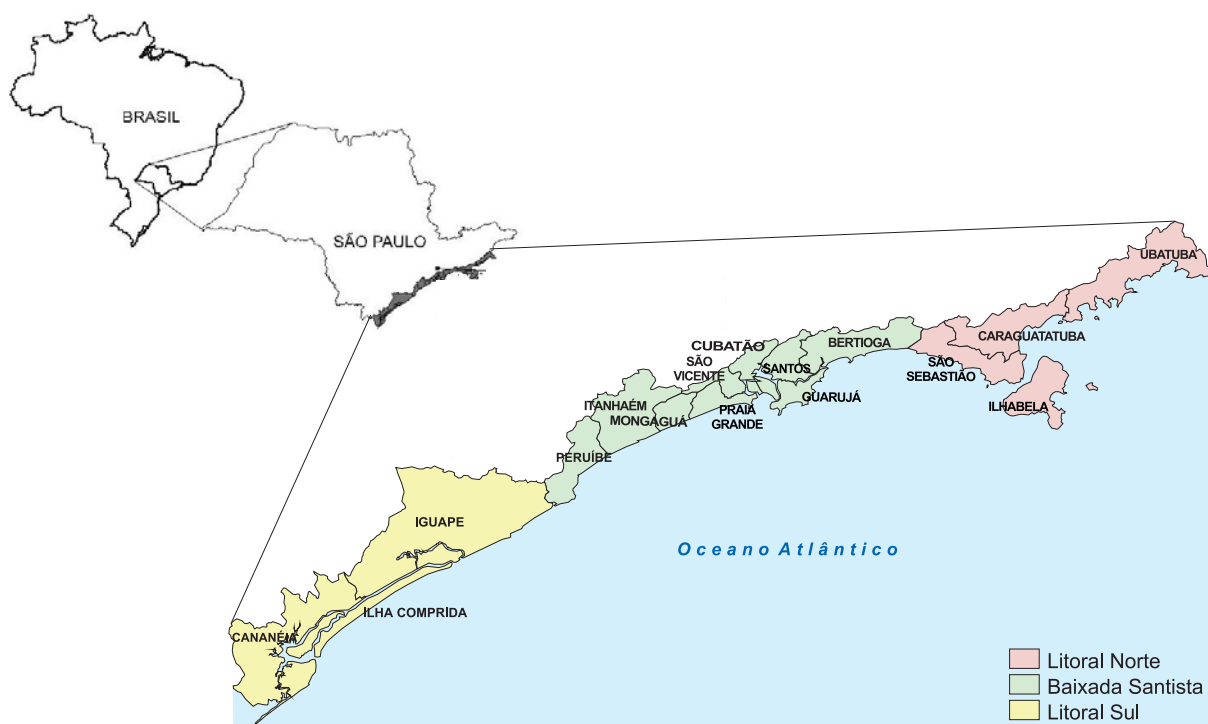 BRASIL
SÃO PAULO
UBATUBA
CARAGUATATUBA
SÃO
SEBASTIÃO
ILHABELA
BERTIOGA
CUBATÃO
SÃO
VICENTE
SANTOS
GUARUJÁ
PRAIA
GRANDE
ITANHAÉM
MONGAGUÁ
PERUÍBE
IGUAPE
ILHA COMPRIDA
CANANÉIA
Oceano Atlântico
Litoral Norte
Baixada Santista
Litoral Sul